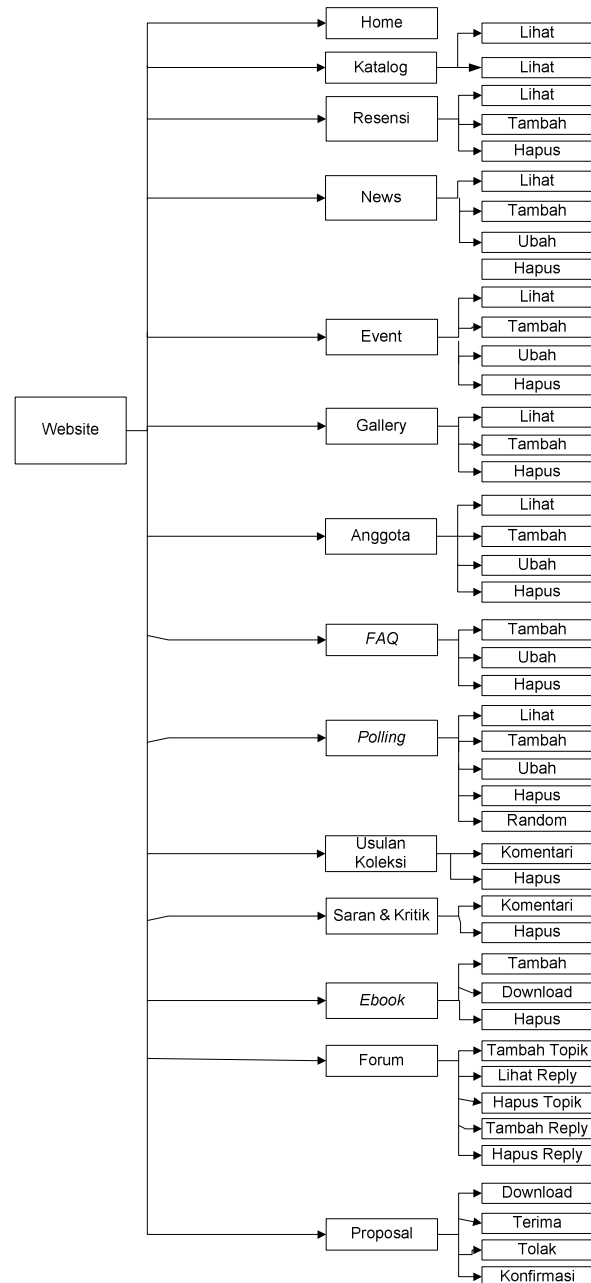 Website
Home
Katalog
Lihat
Lihat
Resensi
Lihat
Tambah
Hapus
News
Lihat
Tambah
Ubah
Hapus
Event
Lihat
Tambah
Ubah
Hapus
Gallery
Lihat
Tambah
Hapus
Anggota
Lihat
Tambah
Ubah
Hapus
FAQ
Tambah
Ubah
Hapus
Polling
Lihat
Tambah
Ubah
Hapus
Random
Usulan
Koleksi
Komentari
Hapus
Saran & Kritik
Komentari
Hapus
Ebook
Tambah
Download
Hapus
Forum
Tambah Topik
Lihat Reply
Hapus Topik
Tambah Reply
Hapus Reply
Proposal
Download
Terima
Tolak
Konfirmasi